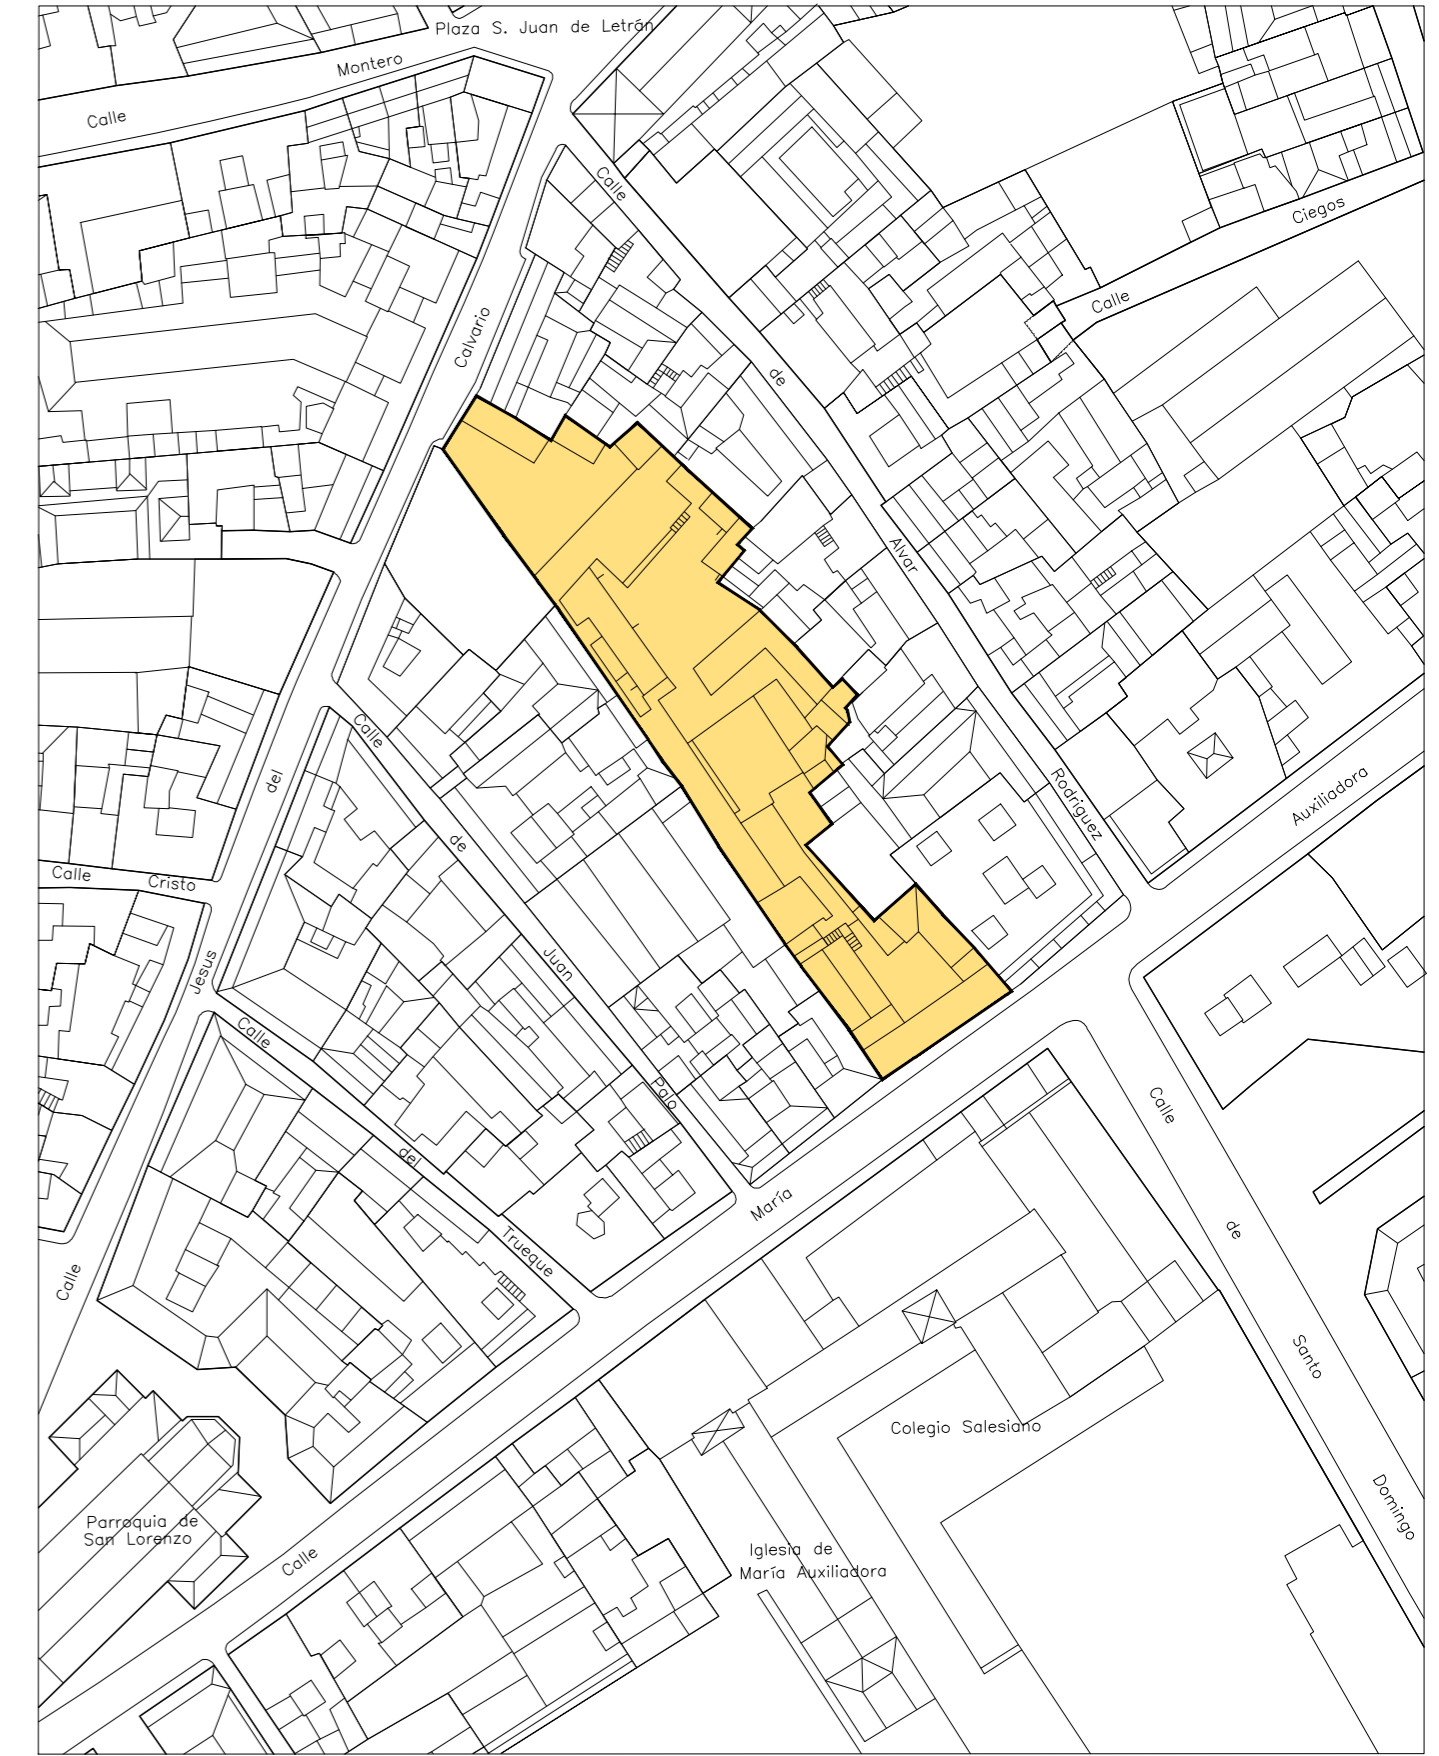 Plaza S. Juan de Letrán
Montero
Calle
Calle
Ciegos
Calle
Calvario
de
Alvar
Calle
del
Rodriguez
Auxiliadora
de
Calle
Cristo
Juan
Jesus
Calle
Palo
Calle
del
María
de
Trueque
Calle
Santo
Colegio Salesiano
Domingo
Parroquia de
San Lorenzo
Calle
Iglesia de
María Auxiliadora